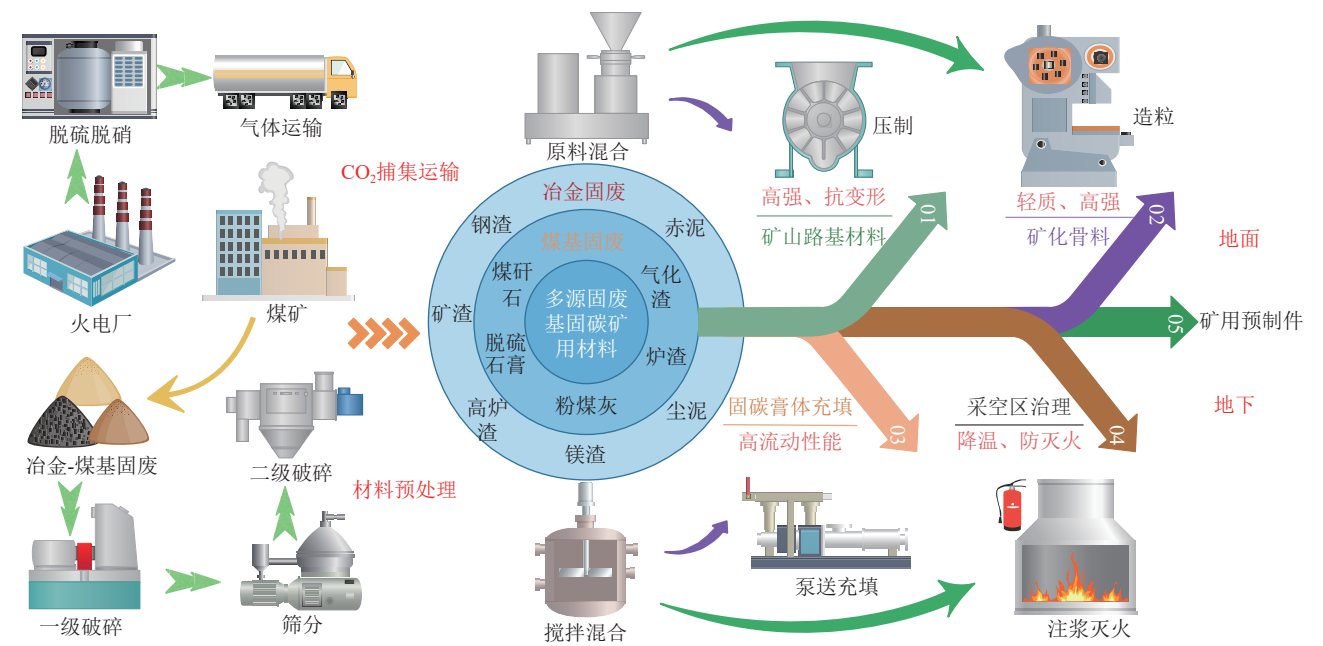 脱硫脱硝
气体运输
火电厂
煤矿
CO₂捕集运输
冶金-煤基固废
一级破碎
筛分
二级破碎
材料预处理
原料混合
冶金固废
钢渣
赤泥
矿渣
高炉
渣
尘泥
镁渣
煤基固废
煤矸
石
气化
渣
脱硫
石膏
炉渣
粉煤灰
多源固废
基固碳矿
用材料
搅拌混合
压制
高强、抗变形
矿山路基材料
01
造粒
轻质、高强
矿化骨料
02
地面
05
矿用预制件
固碳膏体充填
高流动性能
03
采空区治理
降温、防灭火
04
地下
泵送充填
注浆灭火